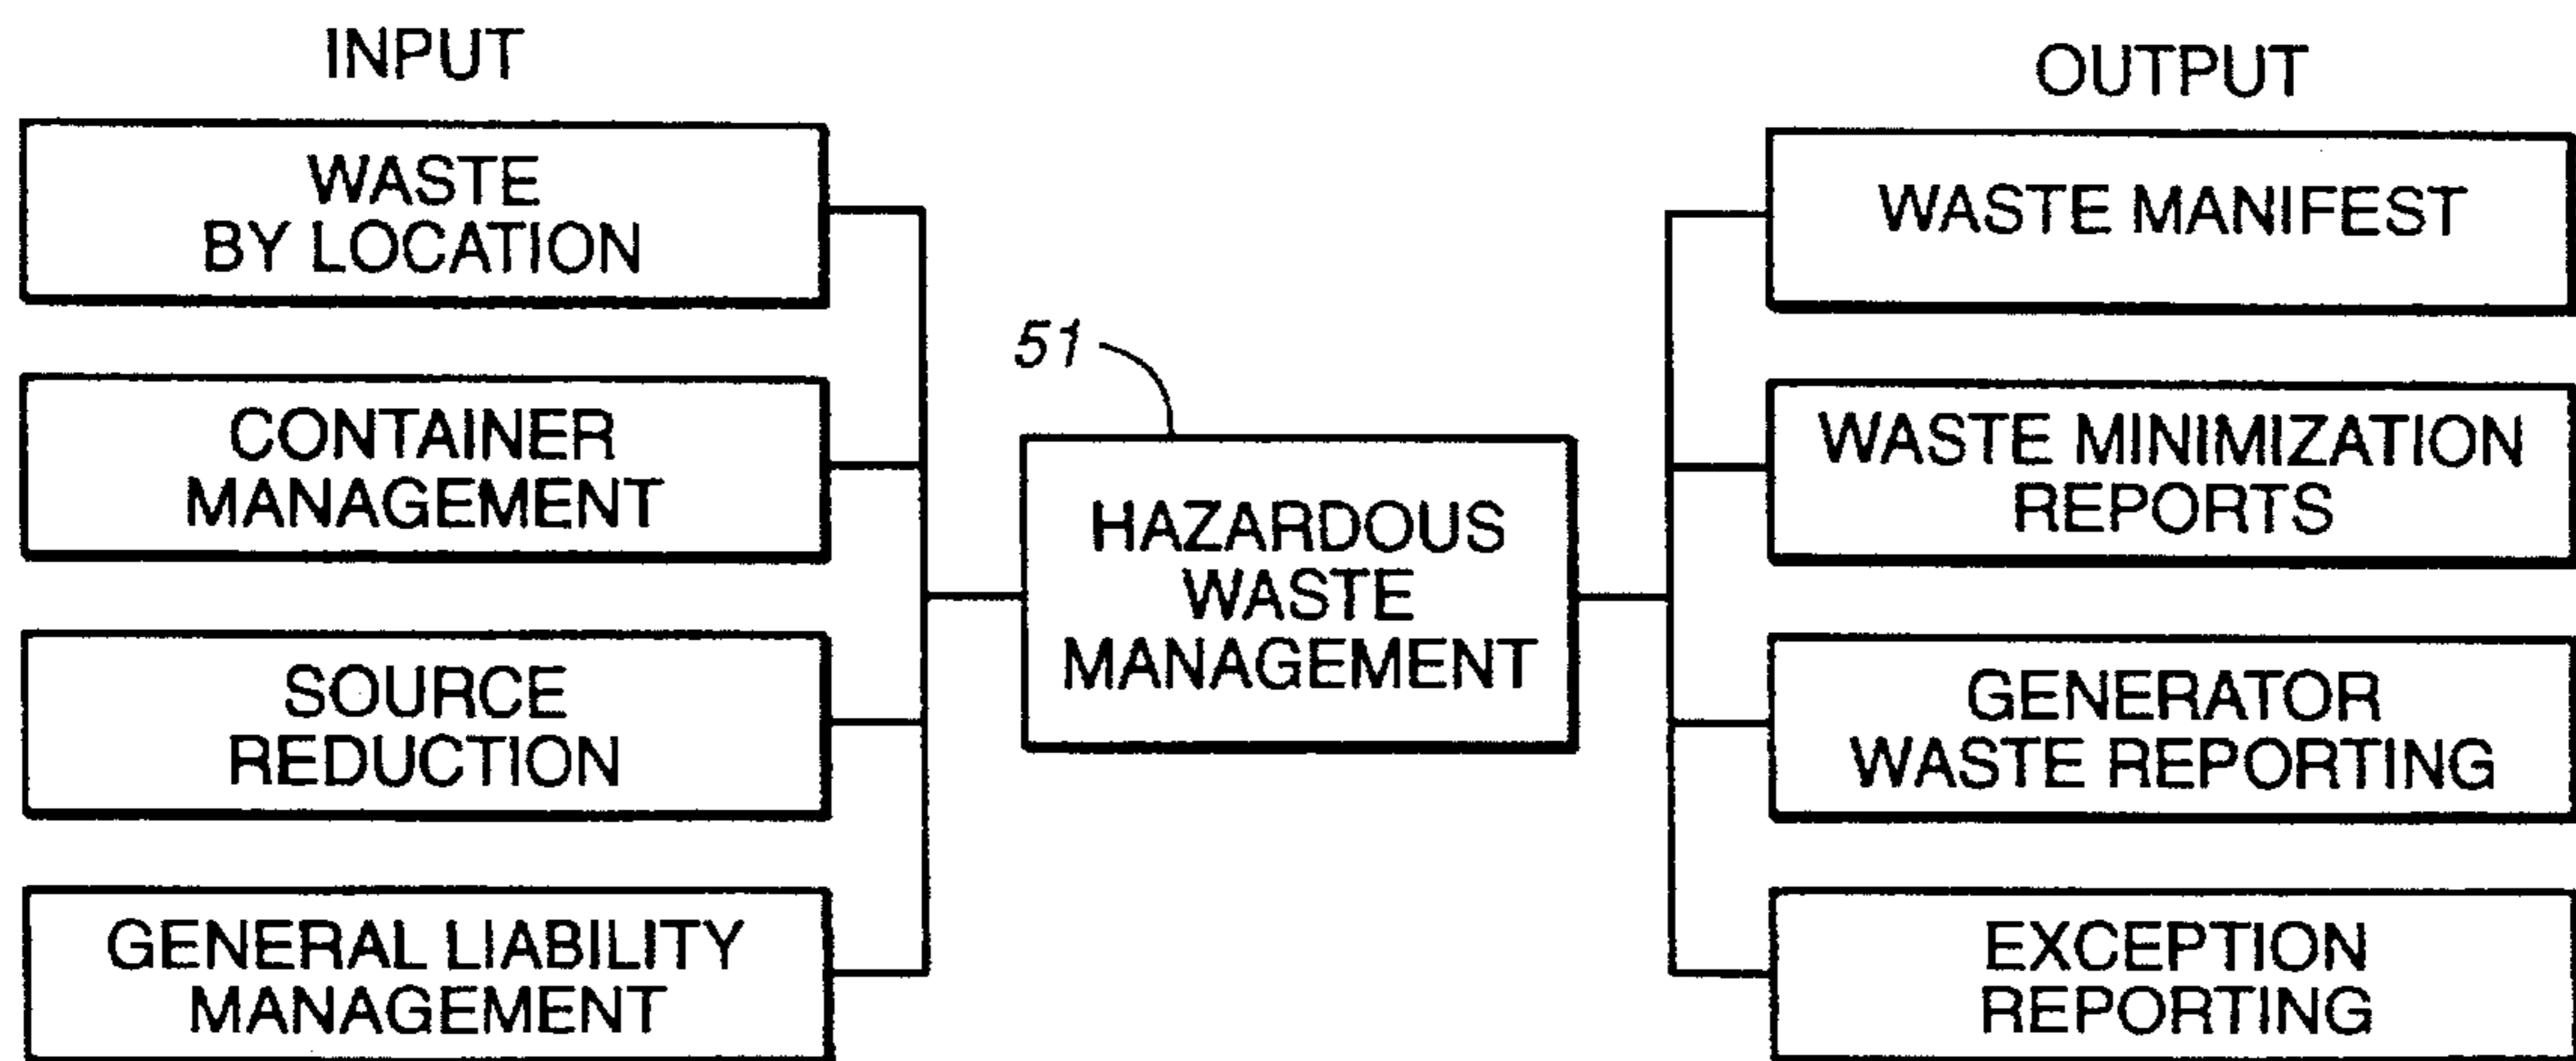 INPUT
WASTE
BY LOCATION
CONTAINER
MANAGEMENT
SOURCE
REDUCTION
GENERAL LIABILITY
MANAGEMENT
51
HAZARDOUS
WASTE
MANAGEMENT
OUTPUT
WASTE MANIFEST
WASTE MINIMIZATION
REPORTS
GENERATOR
WASTE REPORTING
EXCEPTION
REPORTING